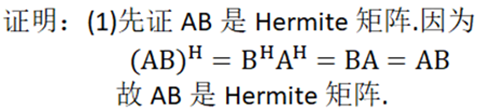 证明：(1)先证 AB 是 Hermite 矩阵.因为
(AB)ᴴ = BᴴAᴴ = BA = AB
故 AB 是 Hermite 矩阵.